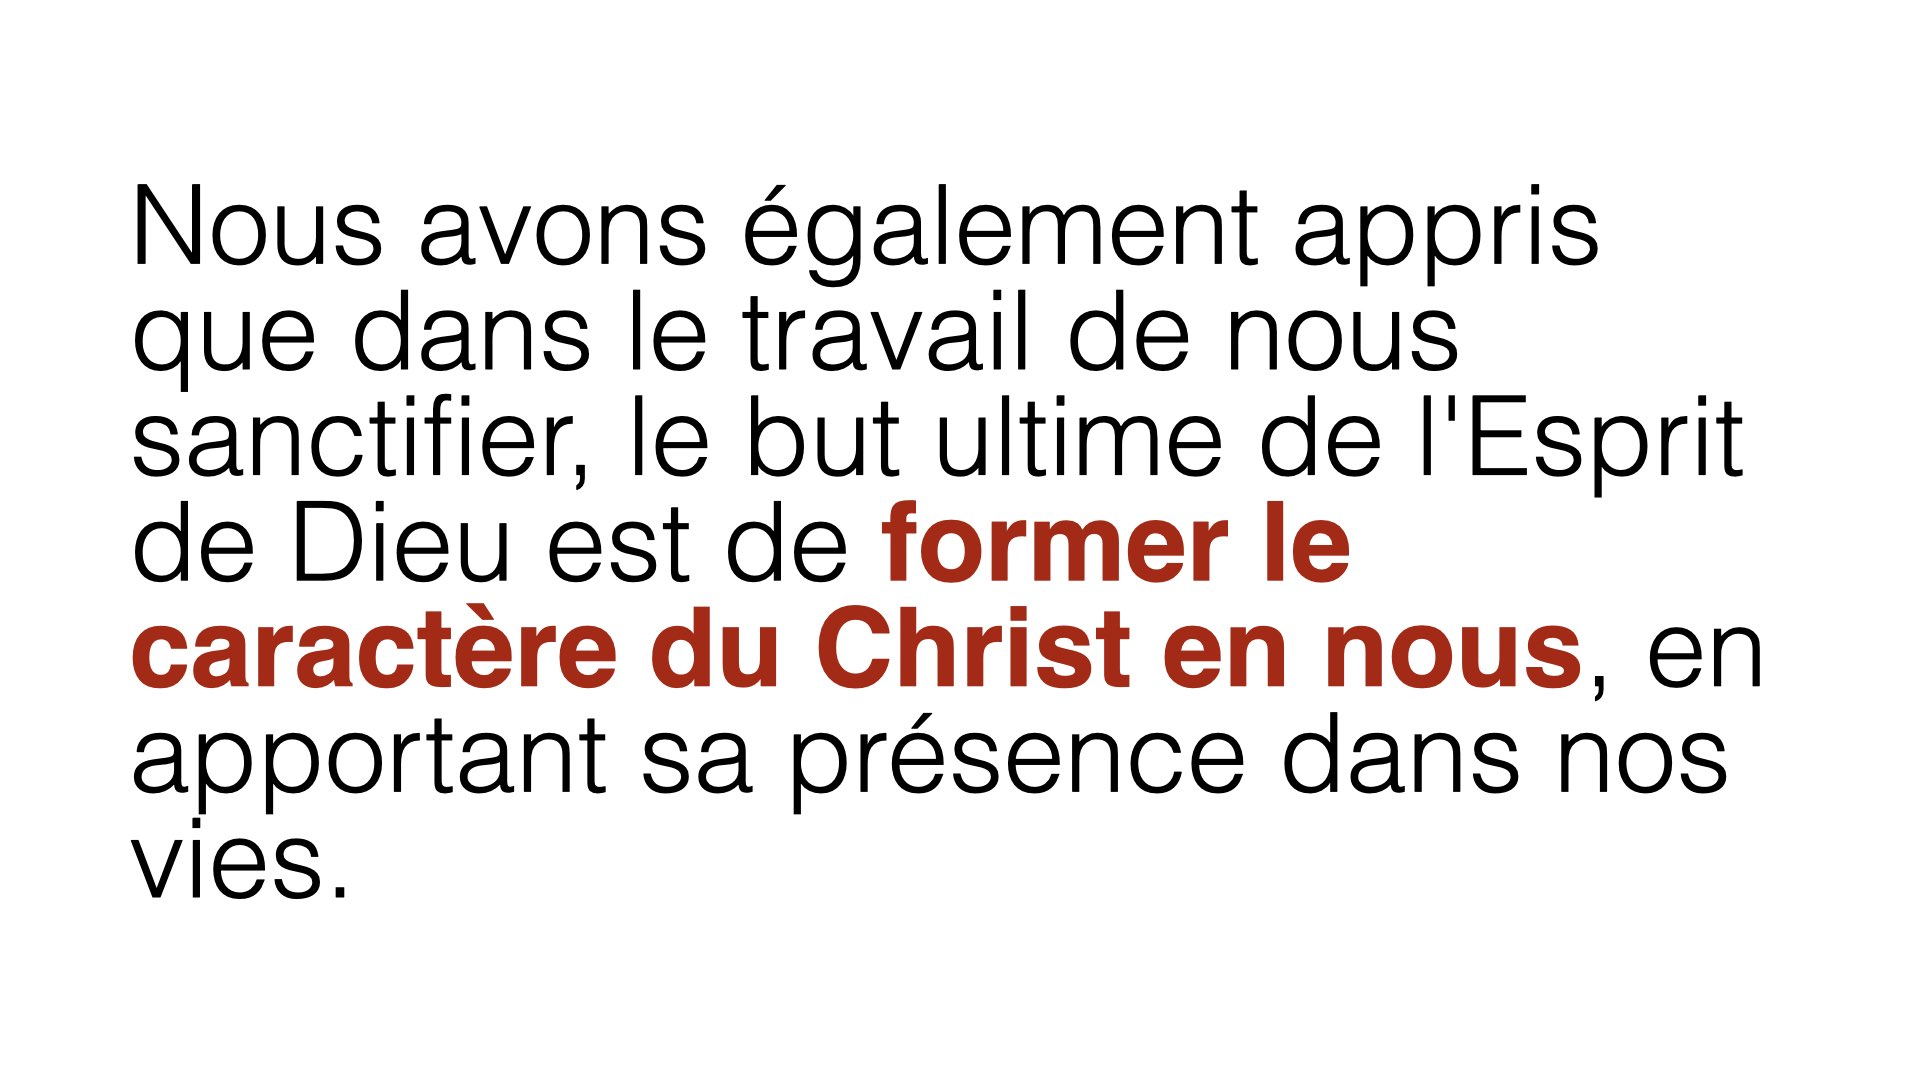 Nous avons également appris
que dans le travail de nous
sanctifier, le but ultime de l'Esprit
de Dieu est de former le
caractère du Christ en nous, en
apportant sa présence dans nos
vies.